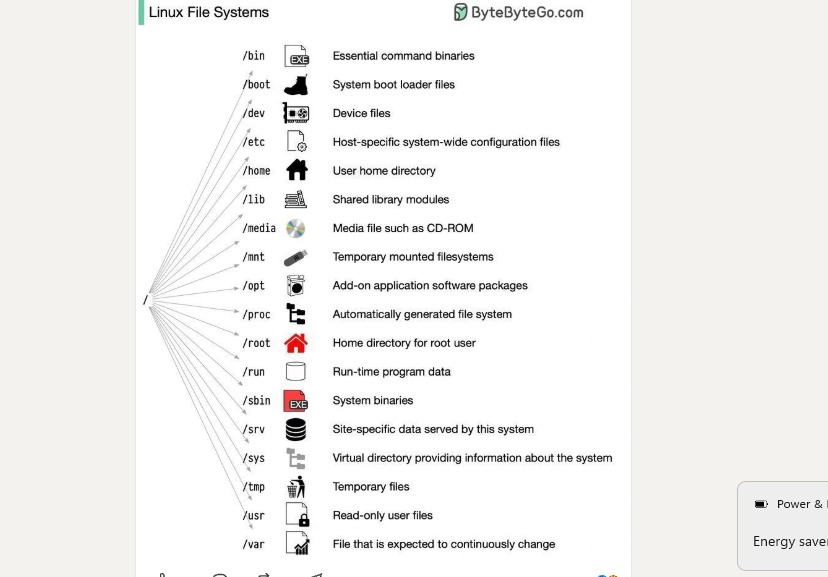 Linux File Systems
ByteByteGo.com
/bin EXE Essential command binaries
/boot System boot loader files
/dev Device files
/etc Host-specific system-wide configuration files
/home User home directory
/lib Shared library modules
/media Media file such as CD-ROM
/mnt Temporary mounted filesystems
/opt Add-on application software packages
/
/proc Automatically generated file system
/root Home directory for root user
/run Run-time program data
/sbin EXE System binaries
/srv Site-specific data served by this system
/sys Virtual directory providing information about the system
/tmp Temporary files
/usr Read-only user files
/var File that is expected to continuously change
Power &
Energy